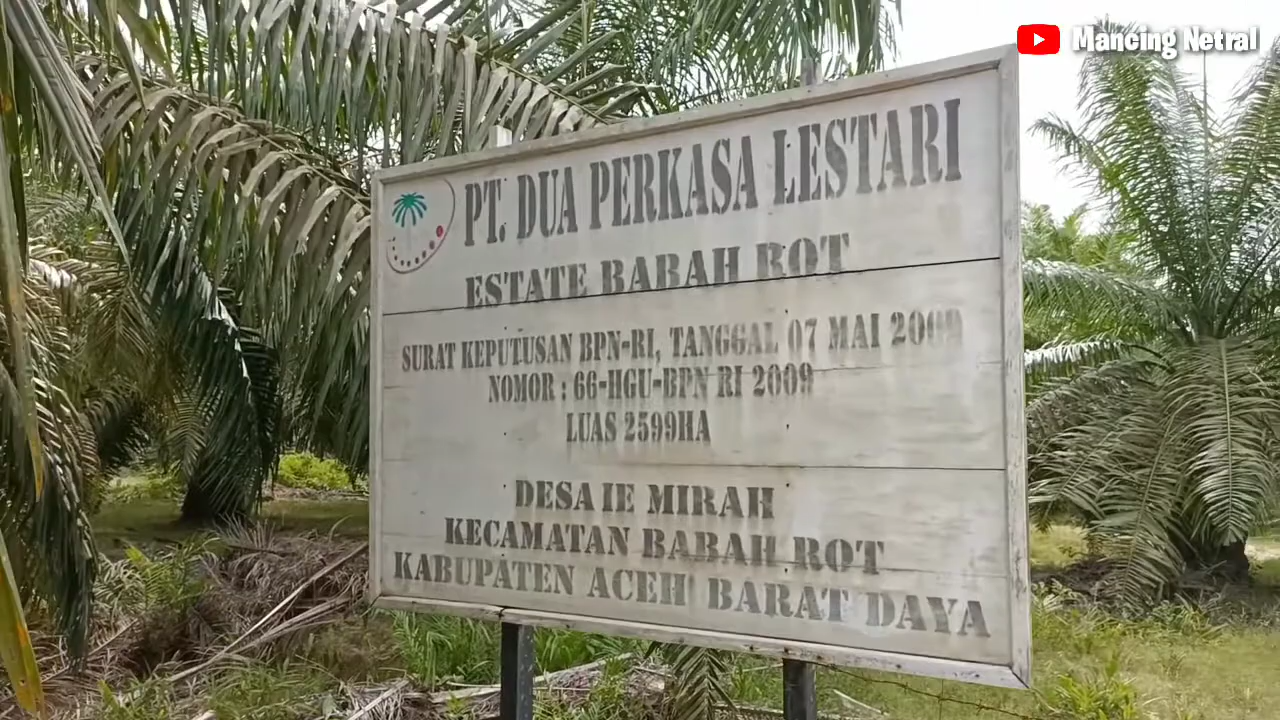 Mancing Netral
PT. DUA PERKASA LESTARI
ESTATE BABAH ROT
SURAT KEPUTUSAN BPN-RI, TANGGAL 07 MAI 2009
NOMOR : 66-HGU-BPN RI 2009
LUAS 2599HA
DESA IE MIRAH
KECAMATAN BABAH ROT
KABUPATEN ACEH BARAT DAYA